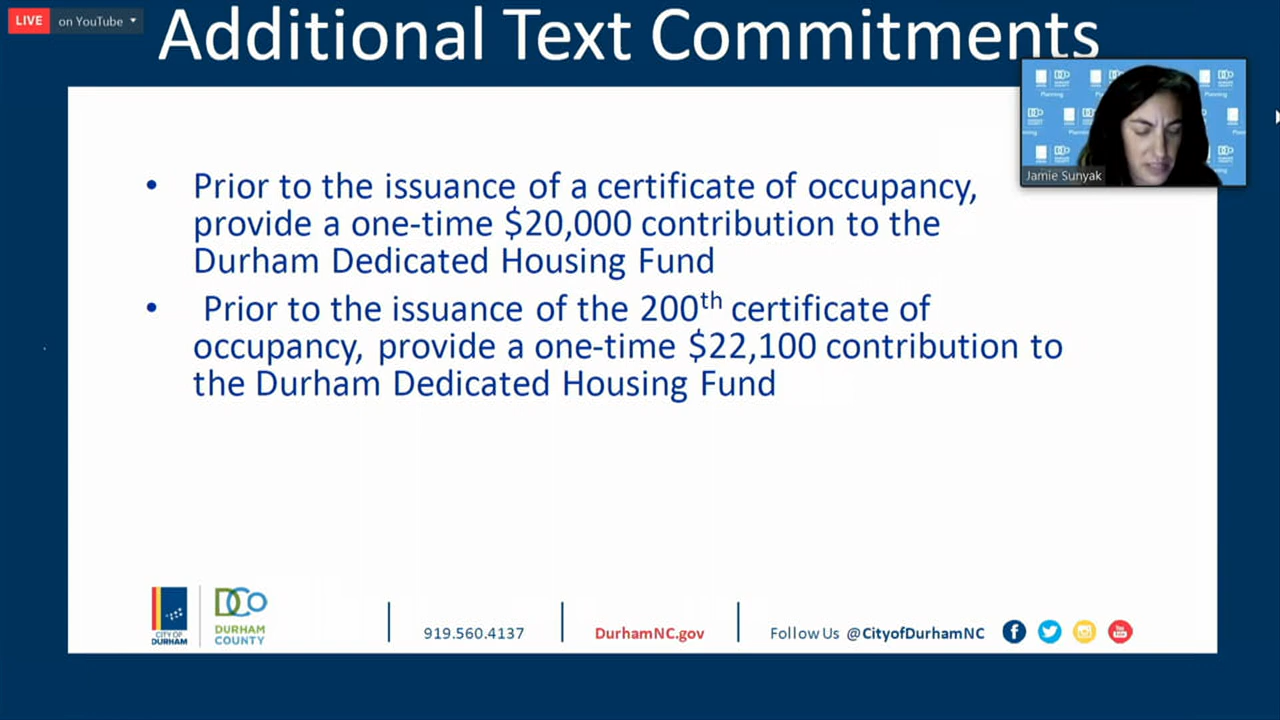 LIVE on YouTube
Additional Text Commitments
Jamie Sunyak
• Prior to the issuance of a certificate of occupancy,
provide a one-time $20,000 contribution to the
Durham Dedicated Housing Fund
• Prior to the issuance of the 200th certificate of
occupancy, provide a one-time $22,100 contribution to
the Durham Dedicated Housing Fund
CITY OF
DURHAM
DCo
DURHAM
COUNTY
919.560.4137
DurhamNC.gov
Follow Us @CityofDurhamNC